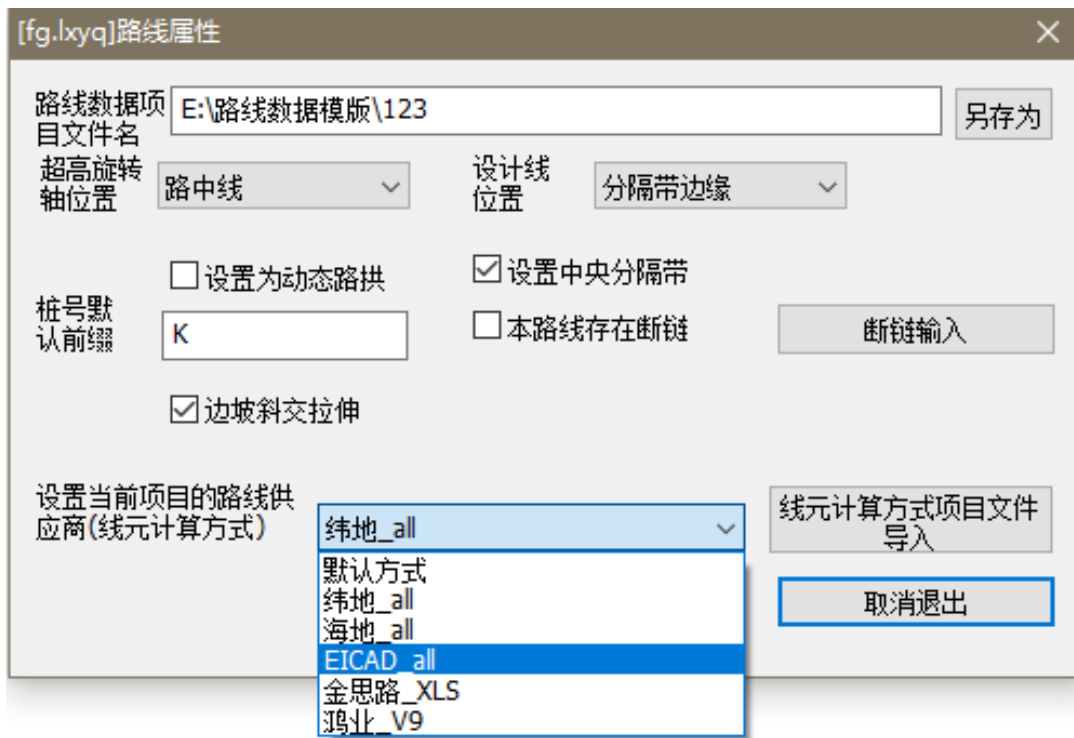 [fg.lxyq]路线属性
路线数据项
目文件名
E:\路线数据模版\123
另存为
超高旋转
轴位置
路中线
设计线
位置
分隔带边缘
设置为动态路拱
设置中央分隔带
桩号默
认前缀
K
本路线存在断链
断链输入
边坡斜交拉伸
设置当前项目的路线供
应商(线元计算方式)
纬地_all
线元计算方式项目文件
导入
默认方式
纬地_all
海地_all
EICAD_all
金思路_XLS
鸿业_V9
取消退出